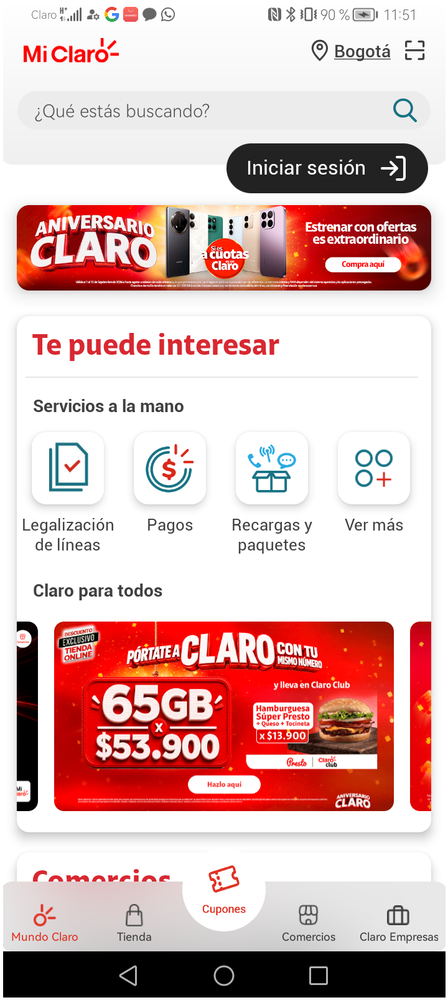 Claro 90 % 11:51
Mi Claro
Bogotá
¿Qué estás buscando?
Iniciar sesión
ANIVERSARIO
CLARO
Si es
a cuotas
es en
Claro
Estrenar con ofertas
es extraordinario
Compra aquí
Te puede interesar
Servicios a la mano
Legalización
de líneas
Pagos
Recargas y
paquetes
Ver más
Claro para todos
DESCUENTO
EXCLUSIVO
TIENDA
ONLINE
PÓRTATE A CLARO CON TU
MISMO NÚMERO
65GB
X
$53.900
y lleva en Claro Club
Hamburguesa
Súper Presto
+ Queso + Tocineta
x $13.900
Presto
Claro
club
Hazlo aquí
ANIVERSARIO
CLARO
Comercios
Cupones
Mundo Claro
Tienda
Comercios
Claro Empresas